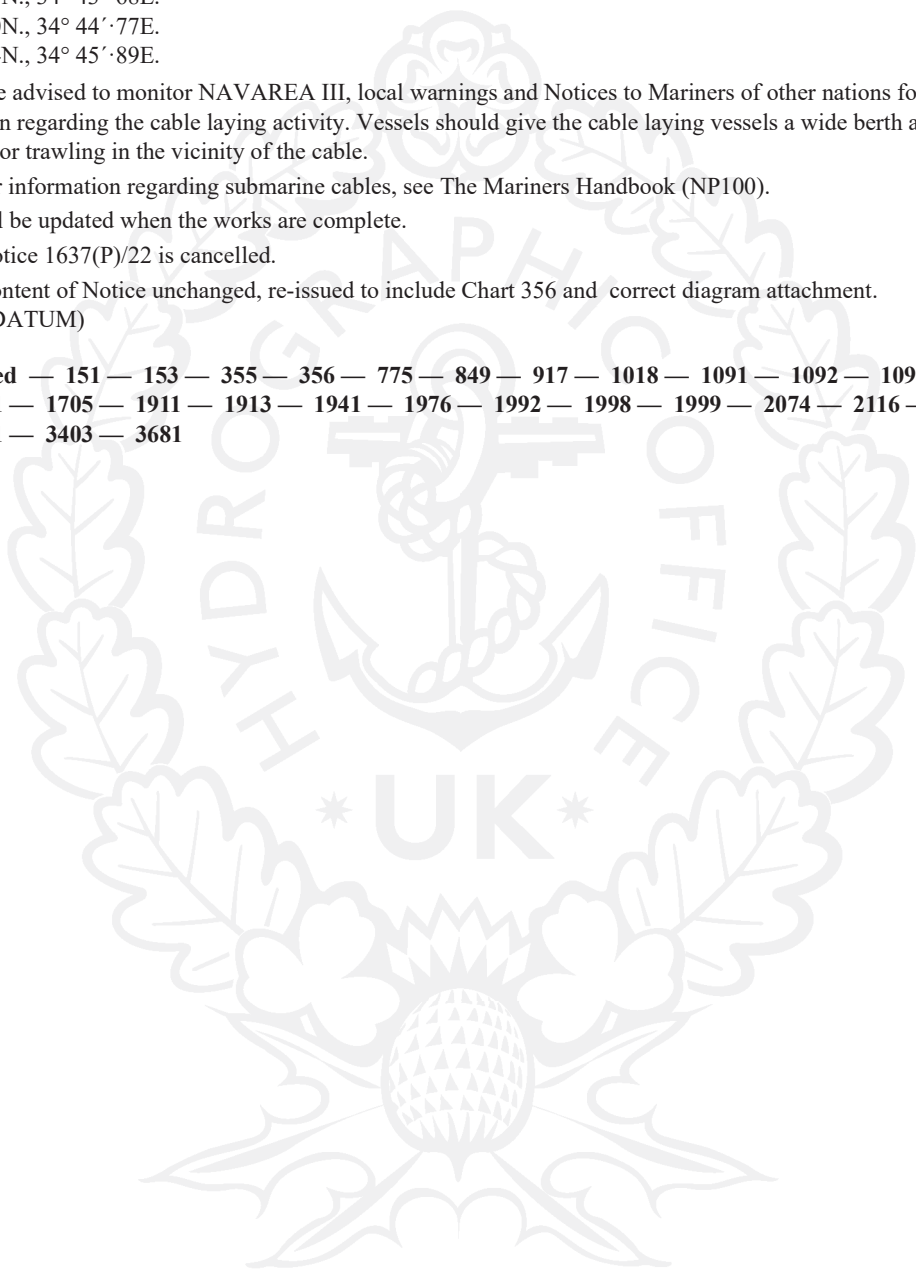 N., 34° 44´·77E.
N., 34° 45´·89E.
e advised to monitor NAVAREA III, local warnings and Notices to Mariners of other nations fo
n regarding the cable laying activity. Vessels should give the cable laying vessels a wide berth a
or trawling in the vicinity of the cable.
r information regarding submarine cables, see The Mariners Handbook (NP100).
l be updated when the works are complete.
otice 1637(P)/22 is cancelled.
ontent of Notice unchanged, re-issued to include Chart 356 and correct diagram attachment.
DATUM)
ed — 151 — 153 — 355 — 356 — 775 — 849 — 917 — 1018 — 1091 — 1092 — 109
— 1705 — 1911 — 1913 — 1941 — 1976 — 1992 — 1998 — 1999 — 2074 — 2116 —
— 3403 — 3681
HYDROGRAPHIC OFFICE
UK